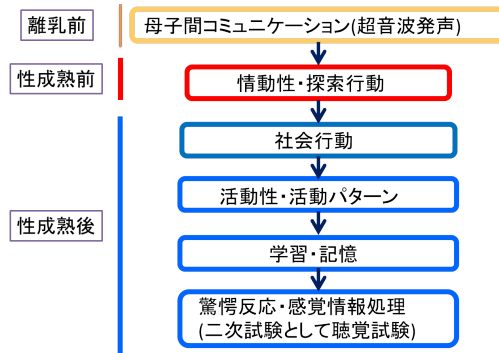 離乳前
母子間コミュニケーション(超音波発声)
性成熟前
情動性・探索行動
社会行動
活動性・活動パターン
性成熟後
学習・記憶
驚愕反応・感覚情報処理
(二次試験として聴覚試験)